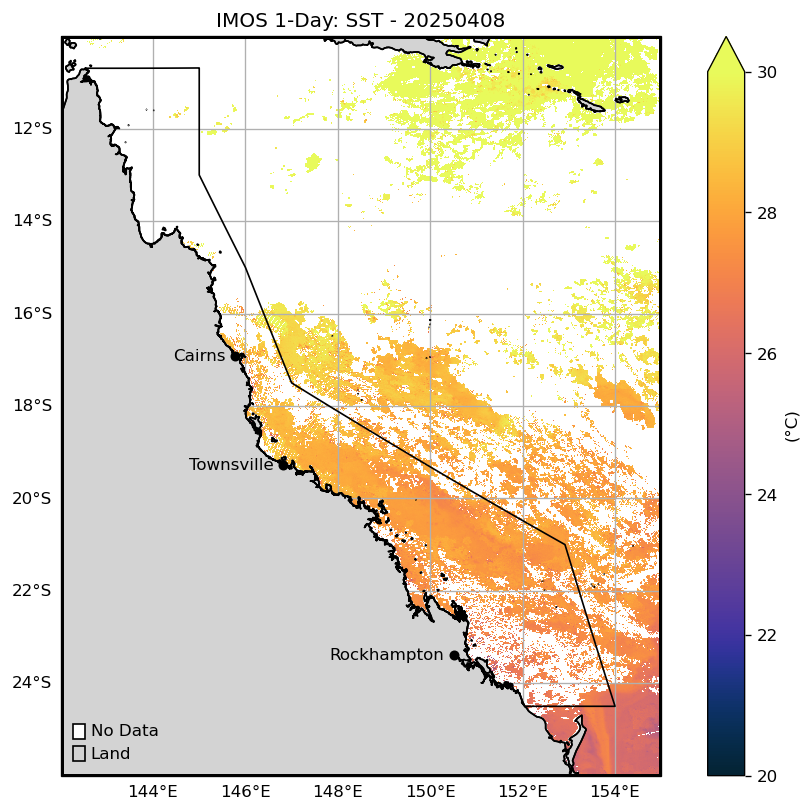 IMOS 1-Day: SST - 20250408
12°S
14°S
16°S
18°S
20°S
22°S
24°S
Cairns
Townsville
Rockhampton
No Data
Land
144°E 146°E 148°E 150°E 152°E 154°E
30
28
26
24
22
20
(°C)